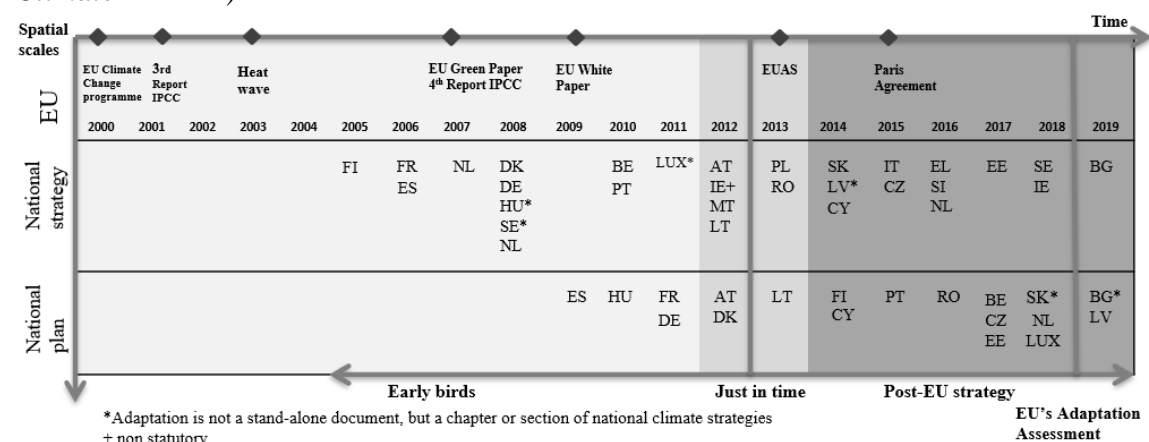 Time
Spatial
scales
EU
EU Climate
Change
programme
3rd
Report
IPCC
Heat
wave
EU Green Paper
4th Report IPCC
EU White
Paper
EUAS
Paris
Agreement
2000 2001 2002 2003 2004 2005 2006 2007 2008 2009 2010 2011 2012 2013 2014 2015 2016 2017 2018 2019
National
strategy
FI FR NL DK BE LUX* AT PL SK IT EL EE SE BG
ES DE PT IE+ RO LV* CZ SI IE
HU* MT CY NL
SE* LT
NL
National
plan
ES HU FR AT LT FI PT RO BE SK* BG*
DE DK CY CZ NL LV
EE LUX
Early birds Just in time Post-EU strategy
*Adaptation is not a stand-alone document, but a chapter or section of national climate strategies
+ non statutory
EU's Adaptation
Assessment